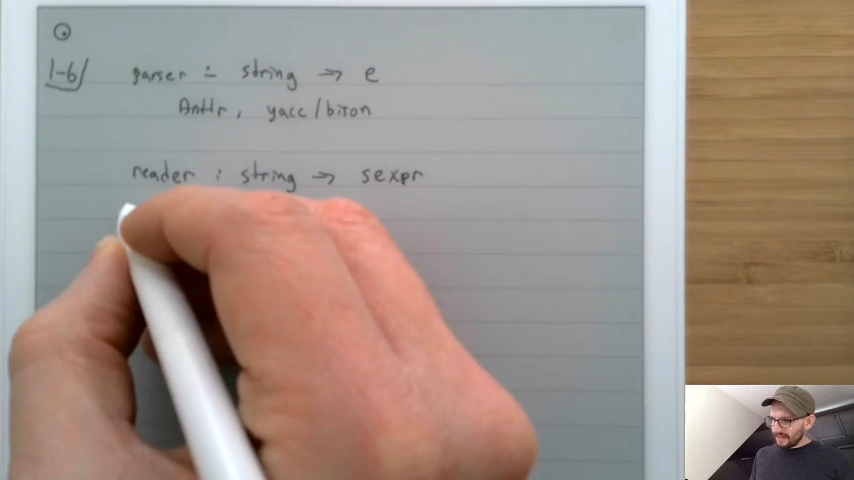 1-6/ parser : string → e
Antlr, yacc/bison
reader : string → sexpr